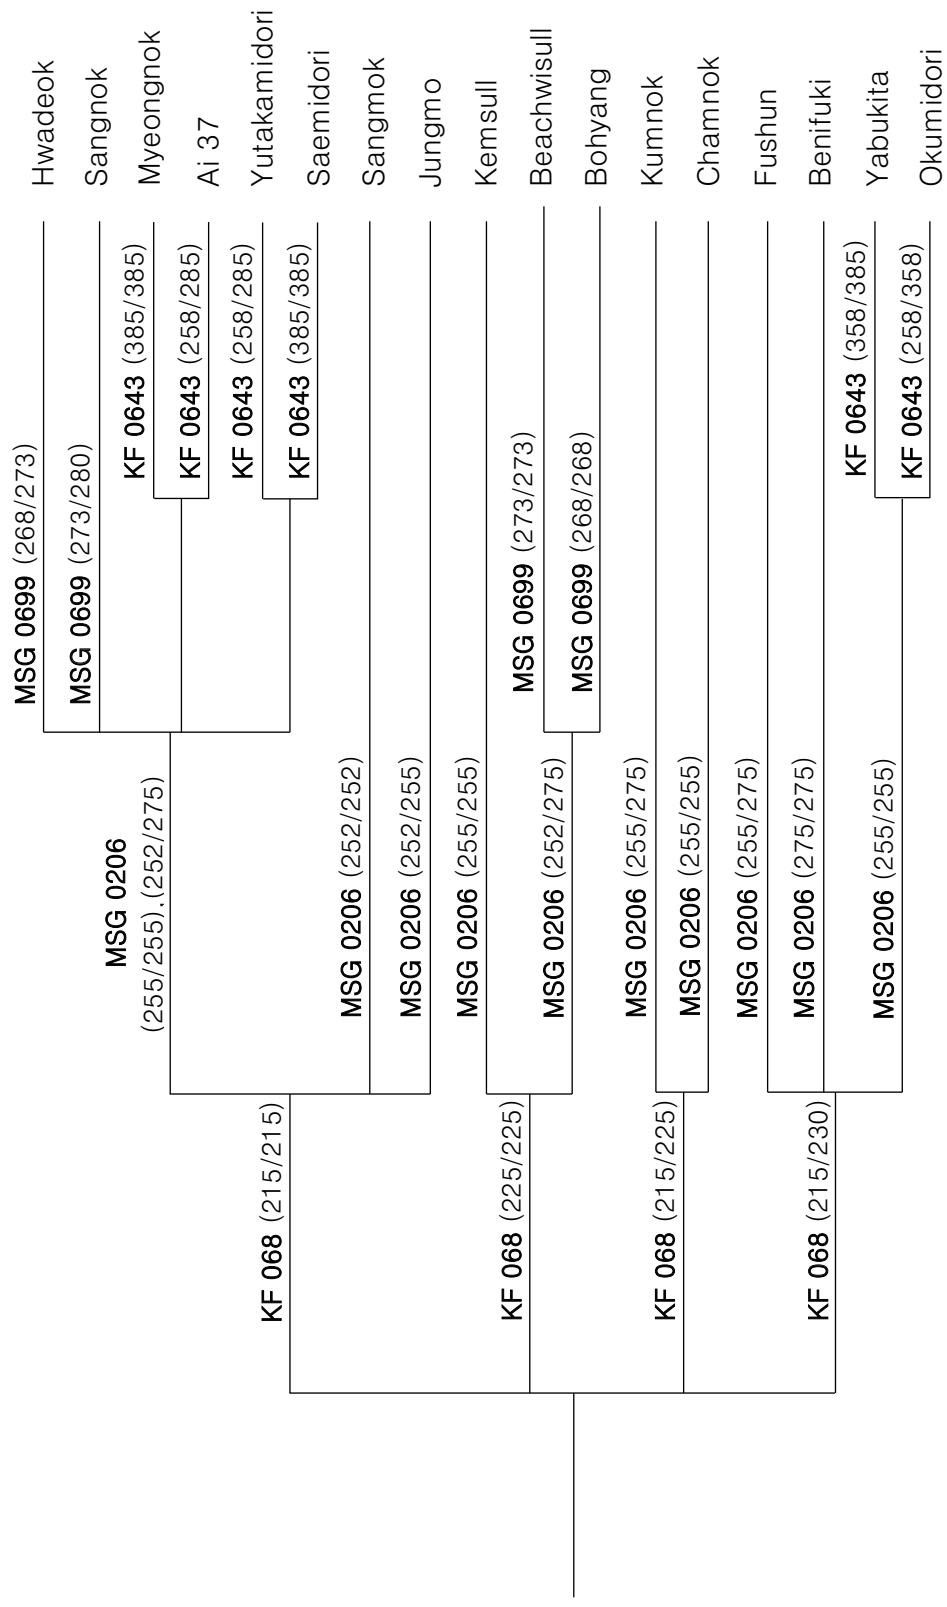 Hwadeok
Sangnok
Myeongnok
Ai 37
Yutakamidori
Saemidori
Sangmok
Jungmo
Kemsull
Beachwisull
Bohyang
Kumnok
Chamnok
Fushun
Benifuki
Yabukita
Okumidori
MSG 0699 (268/273)
MSG 0699 (273/280)
KF 0643 (385/385)
KF 0643 (258/285)
KF 0643 (258/285)
KF 0643 (385/385)
MSG 0699 (273/273)
MSG 0699 (268/268)
KF 0643 (358/385)
KF 0643 (258/358)
MSG 0206
(255/255).(252/275)
MSG 0206 (252/252)
MSG 0206 (252/255)
MSG 0206 (255/255)
MSG 0206 (252/275)
MSG 0206 (255/275)
MSG 0206 (255/255)
MSG 0206 (255/275)
MSG 0206 (275/275)
MSG 0206 (255/255)
KF 068 (215/215)
KF 068 (225/225)
KF 068 (215/225)
KF 068 (215/230)